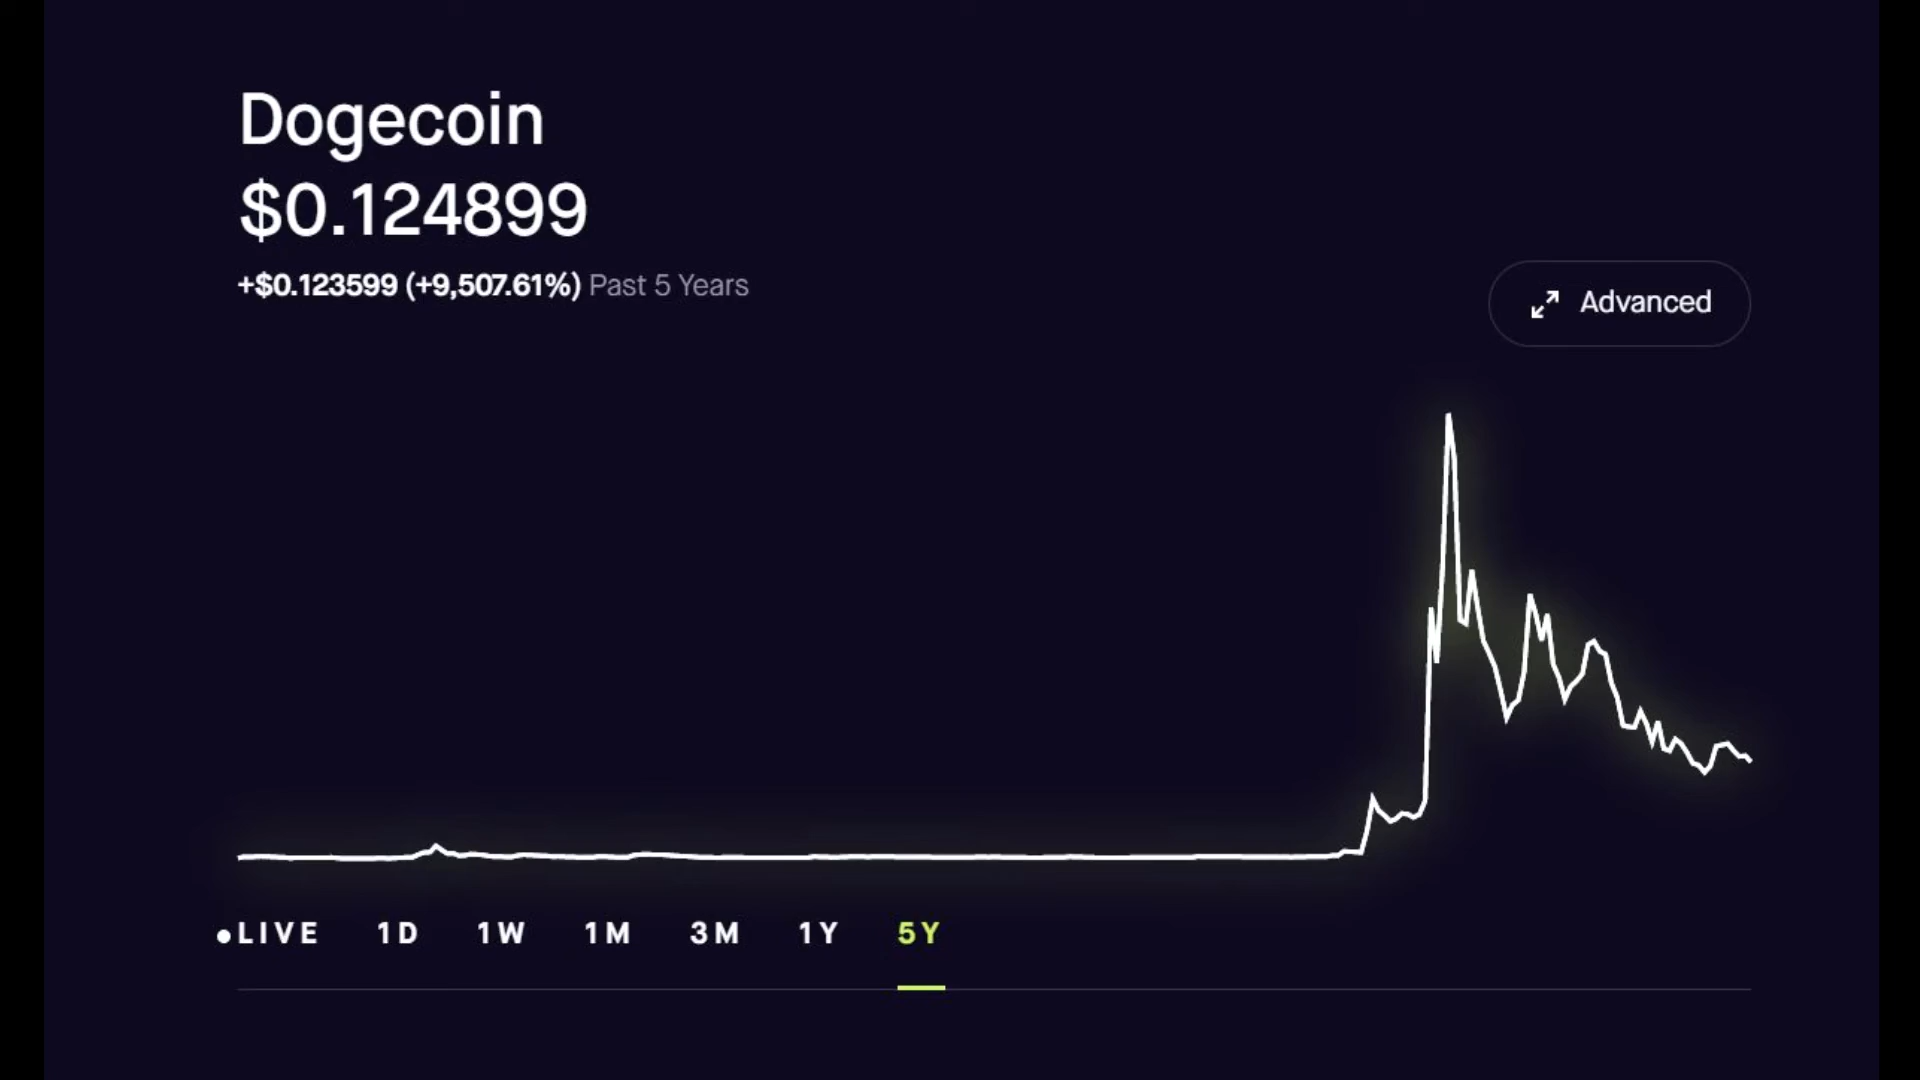 Dogecoin
$0.124899
+$0.123599 (+9,507.61%) Past 5 Years
Advanced
LIVE 1D 1W 1M 3M 1Y 5Y